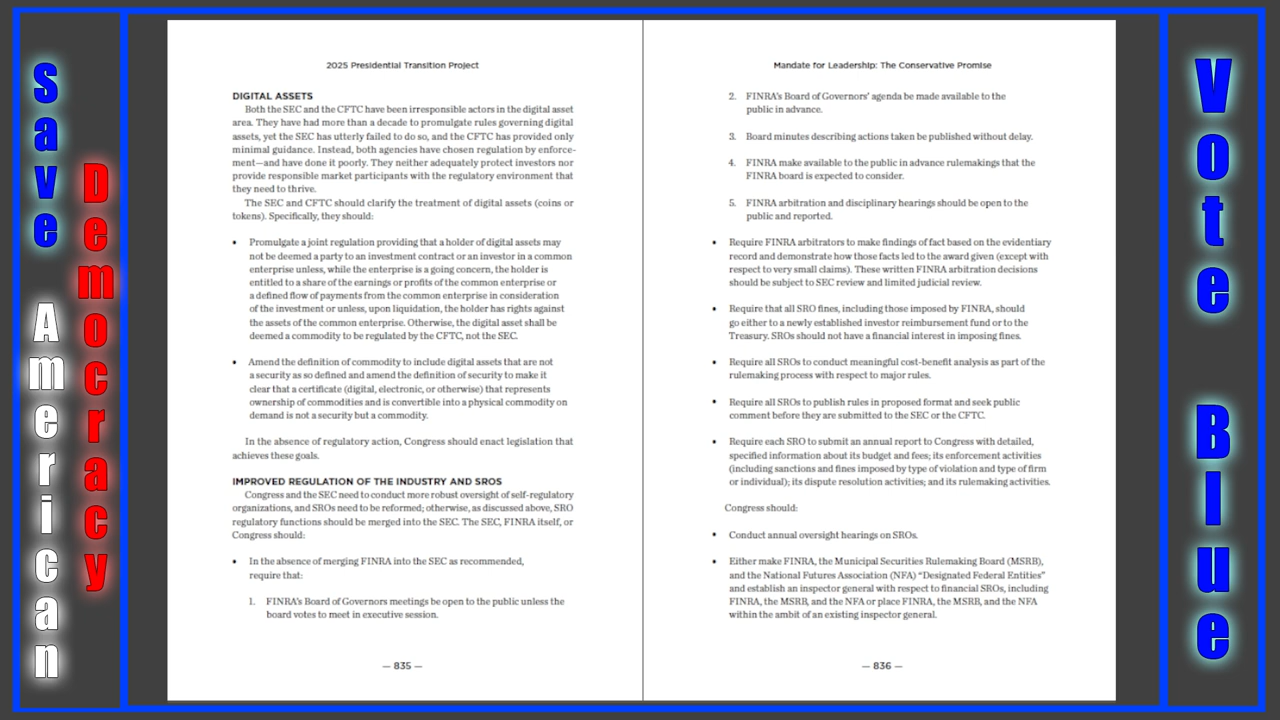 Save
American
Democracy
2025 Presidential Transition Project
DIGITAL ASSETS
Both the SEC and the CFTC have been irresponsible actors in the digital asset
area. They have had more than a decade to promulgate rules governing digital
assets, yet the SEC has utterly failed to do so, and the CFTC has provided only
minimal guidance. Instead, both agencies have chosen regulation by enforce-
ment—and have done it poorly. They neither adequately protect investors nor
provide responsible market participants with the regulatory environment that
they need to thrive.
The SEC and CFTC should clarify the treatment of digital assets (coins or
tokens). Specifically, they should:
• Promulgate a joint regulation providing that a holder of digital assets may
not be deemed a party to an investment contract or an investor in a common
enterprise unless, while the enterprise is a going concern, the holder is
entitled to a share of the earnings or profits of the common enterprise or
a defined flow of payments from the common enterprise in consideration
of the investment or unless, upon liquidation, the holder has rights against
the assets of the common enterprise. Otherwise, the digital asset shall be
deemed a commodity to be regulated by the CFTC, not the SEC.
• Amend the definition of commodity to include digital assets that are not
a security as so defined and amend the definition of security to make it
clear that a certificate (digital, electronic, or otherwise) that represents
ownership of commodities and is convertible into a physical commodity on
demand is not a security but a commodity.
In the absence of regulatory action, Congress should enact legislation that
achieves these goals.
IMPROVED REGULATION OF THE INDUSTRY AND SROS
Congress and the SEC need to conduct more robust oversight of self-regulatory
organizations, and SROs need to be reformed; otherwise, as discussed above, SRO
regulatory functions should be merged into the SEC. The SEC, FINRA itself, or
Congress should:
• In the absence of merging FINRA into the SEC as recommended,
require that:
1. FINRA's Board of Governors meetings be open to the public unless the
board votes to meet in executive session.
— 835 —
Mandate for Leadership: The Conservative Promise
2. FINRA's Board of Governors' agenda be made available to the
public in advance.
3. Board minutes describing actions taken be published without delay.
4. FINRA make available to the public in advance rulemakings that the
FINRA board is expected to consider.
5. FINRA arbitration and disciplinary hearings should be open to the
public and reported.
• Require FINRA arbitrators to make findings of fact based on the evidentiary
record and demonstrate how those facts led to the award given (except with
respect to very small claims). These written FINRA arbitration decisions
should be subject to SEC review and limited judicial review.
• Require that all SRO fines, including those imposed by FINRA, should
go either to a newly established investor reimbursement fund or to the
Treasury. SROs should not have a financial interest in imposing fines.
• Require all SROs to conduct meaningful cost-benefit analysis as part of the
rulemaking process with respect to major rules.
• Require all SROs to publish rules in proposed format and seek public
comment before they are submitted to the SEC or the CFTC.
• Require each SRO to submit an annual report to Congress with detailed,
specified information about its budget and fees; its enforcement activities
(including sanctions and fines imposed by type of violation and type of firm
or individual); its dispute resolution activities; and its rulemaking activities.
Congress should:
• Conduct annual oversight hearings on SROs.
• Either make FINRA, the Municipal Securities Rulemaking Board (MSRB),
and the National Futures Association (NFA) “Designated Federal Entities”
and establish an inspector general with respect to financial SROs, including
FINRA, the MSRB, and the NFA or place FINRA, the MSRB, and the NFA
within the ambit of an existing inspector general.
— 836 —
Vote
Blue